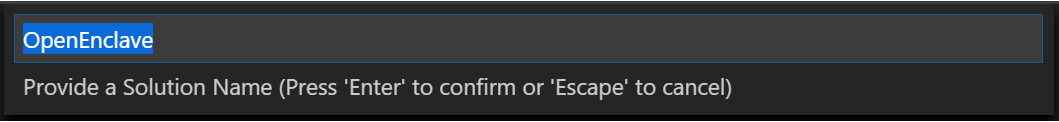 OpenEnclave
Provide a Solution Name (Press 'Enter' to confirm or 'Escape' to cancel)